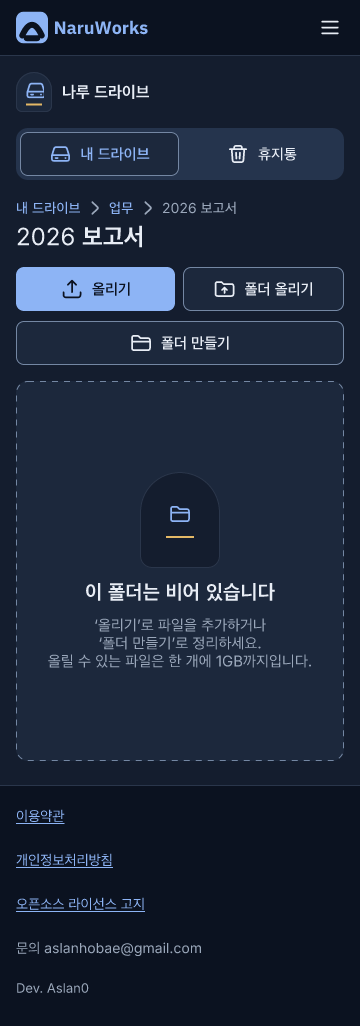 NaruWorks
나루 드라이브
내 드라이브
휴지통
내 드라이브 > 업무 > 2026 보고서
2026 보고서
올리기
폴더 올리기
폴더 만들기
이 폴더는 비어 있습니다
‘올리기’로 파일을 추가하거나
‘폴더 만들기’로 정리하세요.
올릴 수 있는 파일은 한 개에 1GB까지입니다.
이용약관
개인정보처리방침
오픈소스 라이선스 고지
문의 aslanhobae@gmail.com
Dev. Aslan0